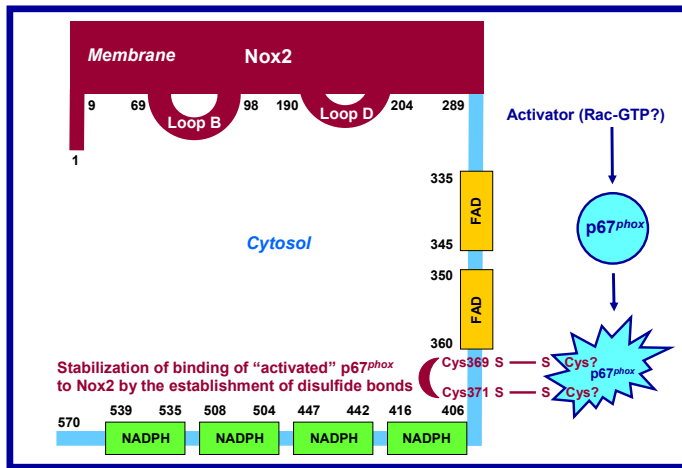 Membrane Nox2
9 69 98 190 204 289
Loop B Loop D
1
Activator (Rac-GTP?)
335
FAD
345
p67phox
Cytosol
350
FAD
360
Stabilization of binding of “activated” p67phox
to Nox2 by the establishment of disulfide bonds
Cys369 S S Cys?
p67phox
Cys371 S S Cys?
570 539 535 508 504 447 442 416 406
NADPH NADPH NADPH NADPH